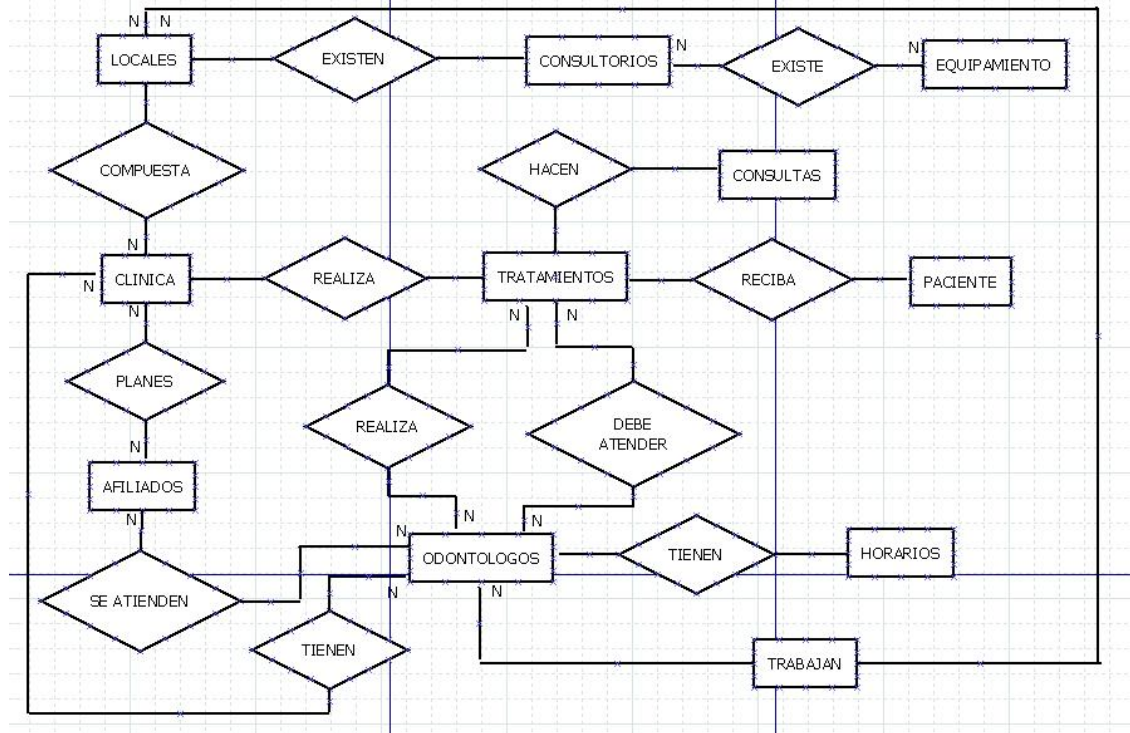 N N
LOCALES
EXISTEN
CONSULTORIOS
N
EXISTE
N
EQUIPAMIENTO
COMPUESTA
HACEN
CONSULTAS
N
CLINICA
N
N
REALIZA
TRATAMIENTOS
N N
RECIBA
PACIENTE
PLANES
N
REALIZA
DEBE
ATENDER
AFILIADOS
N
N
N
N
ODONTOLOGOS
N
N
TIENEN
HORARIOS
SE ATIENDEN
TIENEN
TRABAJAN